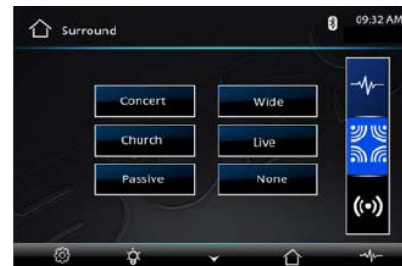 Surround
09:32 AM
Concert
Wide
Church
Live
Passive
None